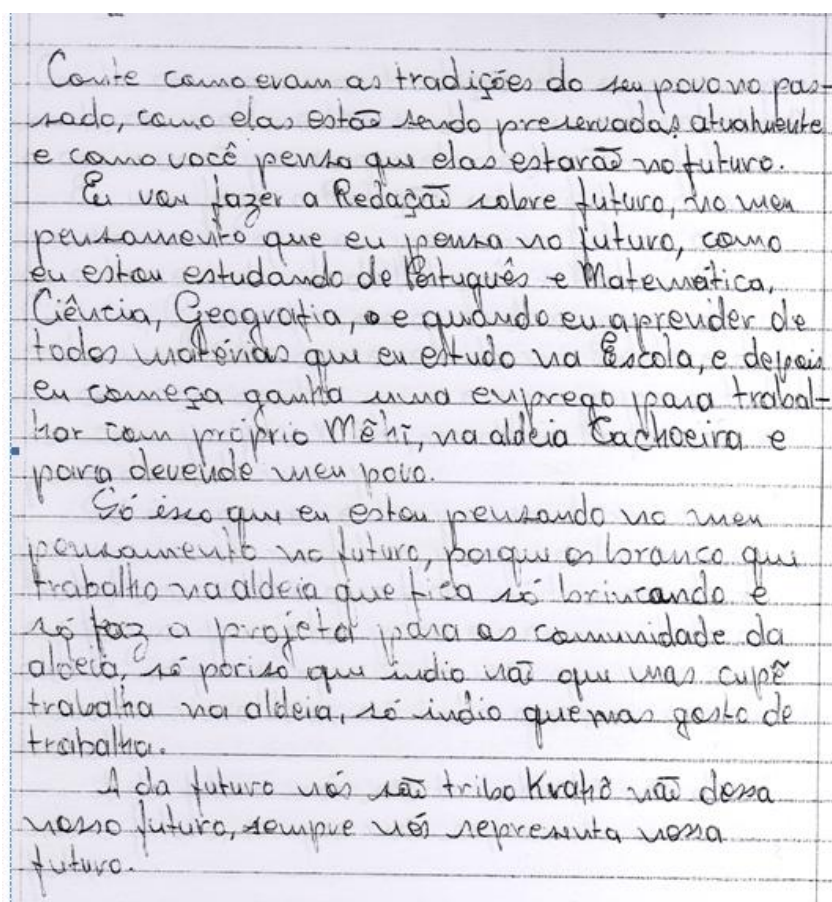 Conte como eram as tradições do seu povo no pas-
sado, como elas estão sendo preservadas atualmente
e como você pensa que elas estarão no futuro.
Eu vou fazer a Redação sobre futuro, no meu
pensamento que eu pensa no futuro, como
eu estou estudando de Português e Matemática,
Ciência, Geografia, e quando eu aprender de
todos matérias que eu estudo na Escola, e depois
eu começa ganha uma emprego para trabal-
har com próprio Mẽhĩ, na aldeia Cachoeira e
para devende meu povo.
Só isso que eu estou pensando no meu
pensamento no futuro, porque os branco que
trabalho na aldeia que fica só brincando e
só faz a projeto para as comunidade da
aldeia, só poriso que índio não que mas cupẽ
trabalha na aldeia, só índio que mas gosto de
trabalha.
A da futuro nós são tribo Krahô não dessa
nosso futuro, sempre nós representa nossa
futuro.